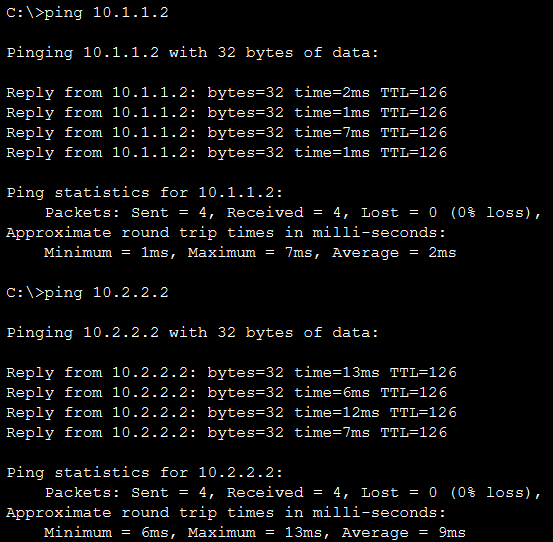 C:\>ping 10.1.1.2
Pinging 10.1.1.2 with 32 bytes of data:
Reply from 10.1.1.2: bytes=32 time=2ms TTL=126
Reply from 10.1.1.2: bytes=32 time=1ms TTL=126
Reply from 10.1.1.2: bytes=32 time=7ms TTL=126
Reply from 10.1.1.2: bytes=32 time=1ms TTL=126
Ping statistics for 10.1.1.2:
    Packets: Sent = 4, Received = 4, Lost = 0 (0% loss),
Approximate round trip times in milli-seconds:
    Minimum = 1ms, Maximum = 7ms, Average = 2ms
C:\>ping 10.2.2.2
Pinging 10.2.2.2 with 32 bytes of data:
Reply from 10.2.2.2: bytes=32 time=13ms TTL=126
Reply from 10.2.2.2: bytes=32 time=6ms TTL=126
Reply from 10.2.2.2: bytes=32 time=12ms TTL=126
Reply from 10.2.2.2: bytes=32 time=7ms TTL=126
Ping statistics for 10.2.2.2:
    Packets: Sent = 4, Received = 4, Lost = 0 (0% loss),
Approximate round trip times in milli-seconds:
    Minimum = 6ms, Maximum = 13ms, Average = 9ms